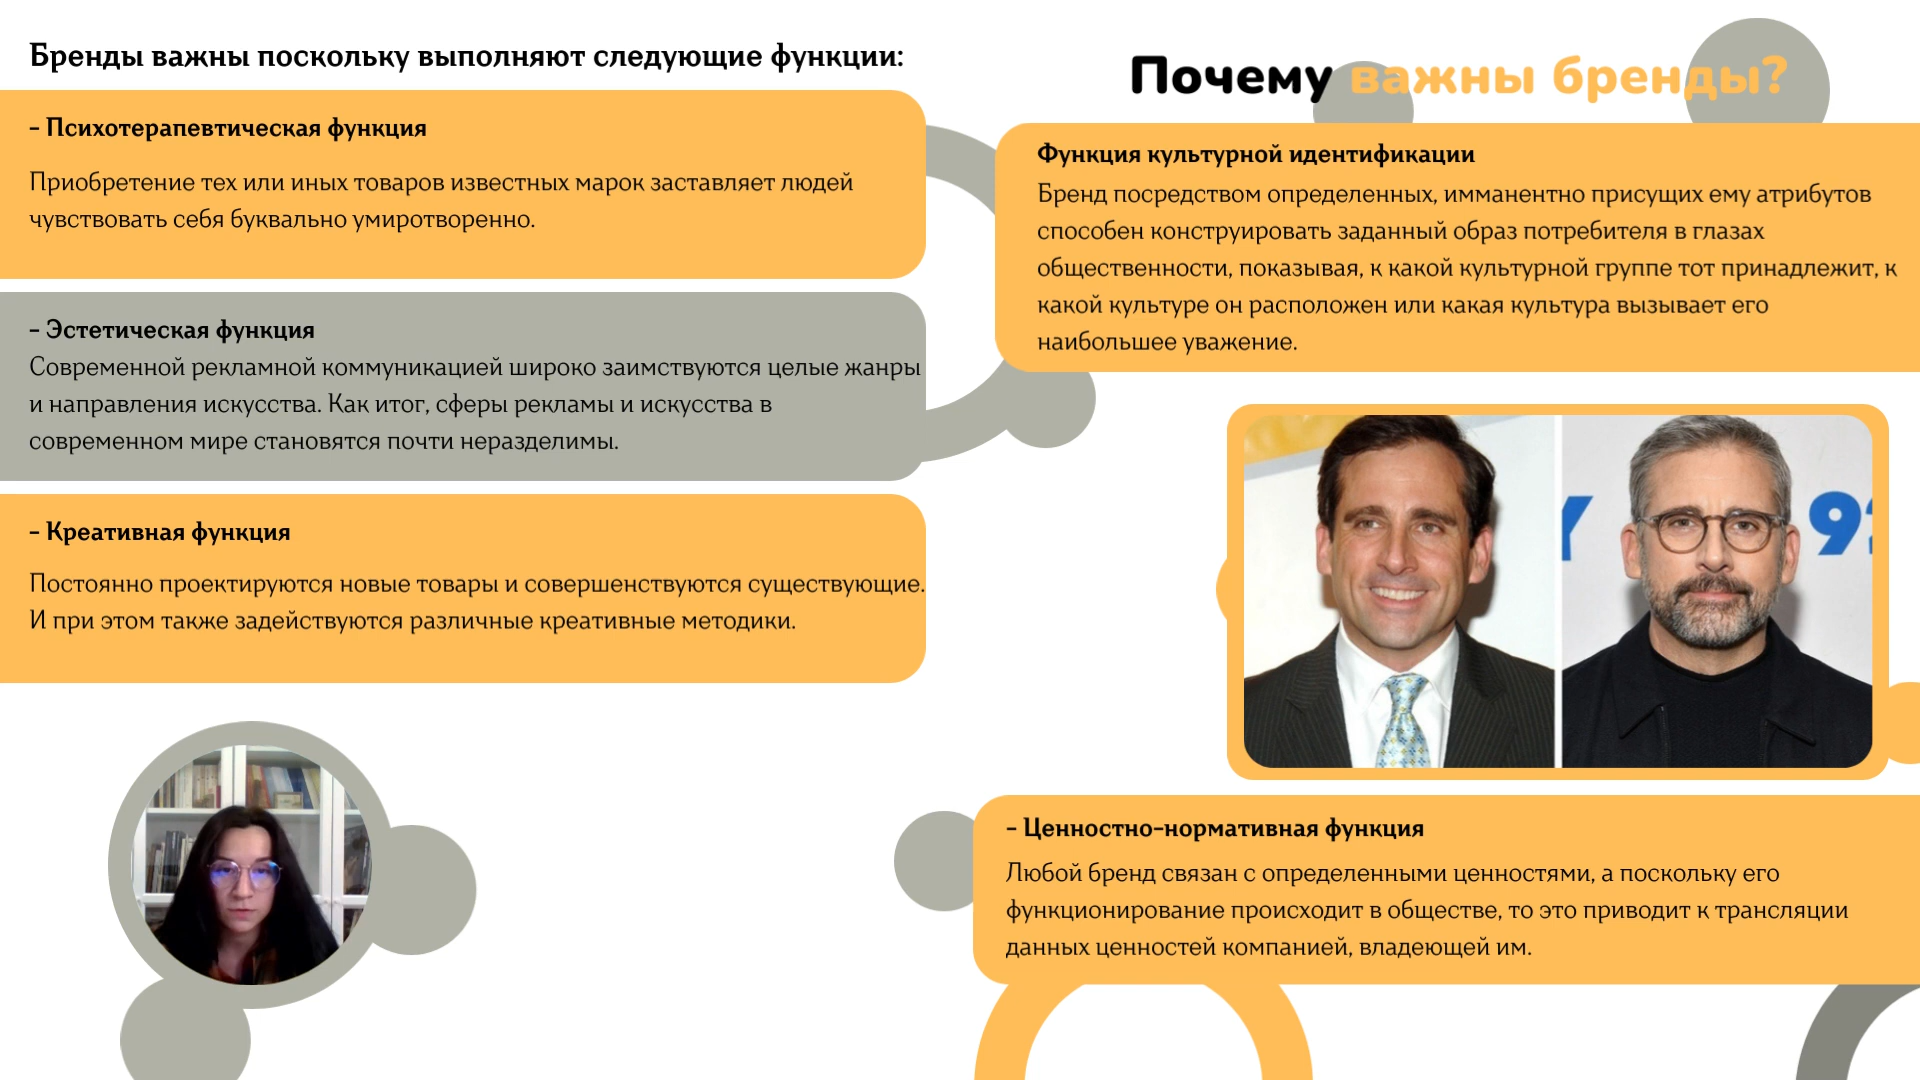 Бренды важны поскольку выполняют следующие функции:
– Психотерапевтическая функция
Приобретение тех или иных товаров известных марок заставляет людей
чувствовать себя буквально умиротворенно.
– Эстетическая функция
Современной рекламной коммуникацией широко заимствуются целые жанры
и направления искусства. Как итог, сферы рекламы и искусства в
современном мире становятся почти неразделимы.
– Креативная функция
Постоянно проектируются новые товары и совершенствуются существующие.
И при этом также задействуются различные креативные методики.
Почему важны бренды?
Функция культурной идентификации
Бренд посредством определенных, имманентно присущих ему атрибутов
способен конструировать заданный образ потребителя в глазах
общественности, показывая, к какой культурной группе тот принадлежит, к
какой культуре он расположен или какая культура вызывает его
наибольшее уважение.
Y 92
– Ценностно-нормативная функция
Любой бренд связан с определенными ценностями, а поскольку его
функционирование происходит в обществе, то это приводит к трансляции
данных ценностей компанией, владеющей им.